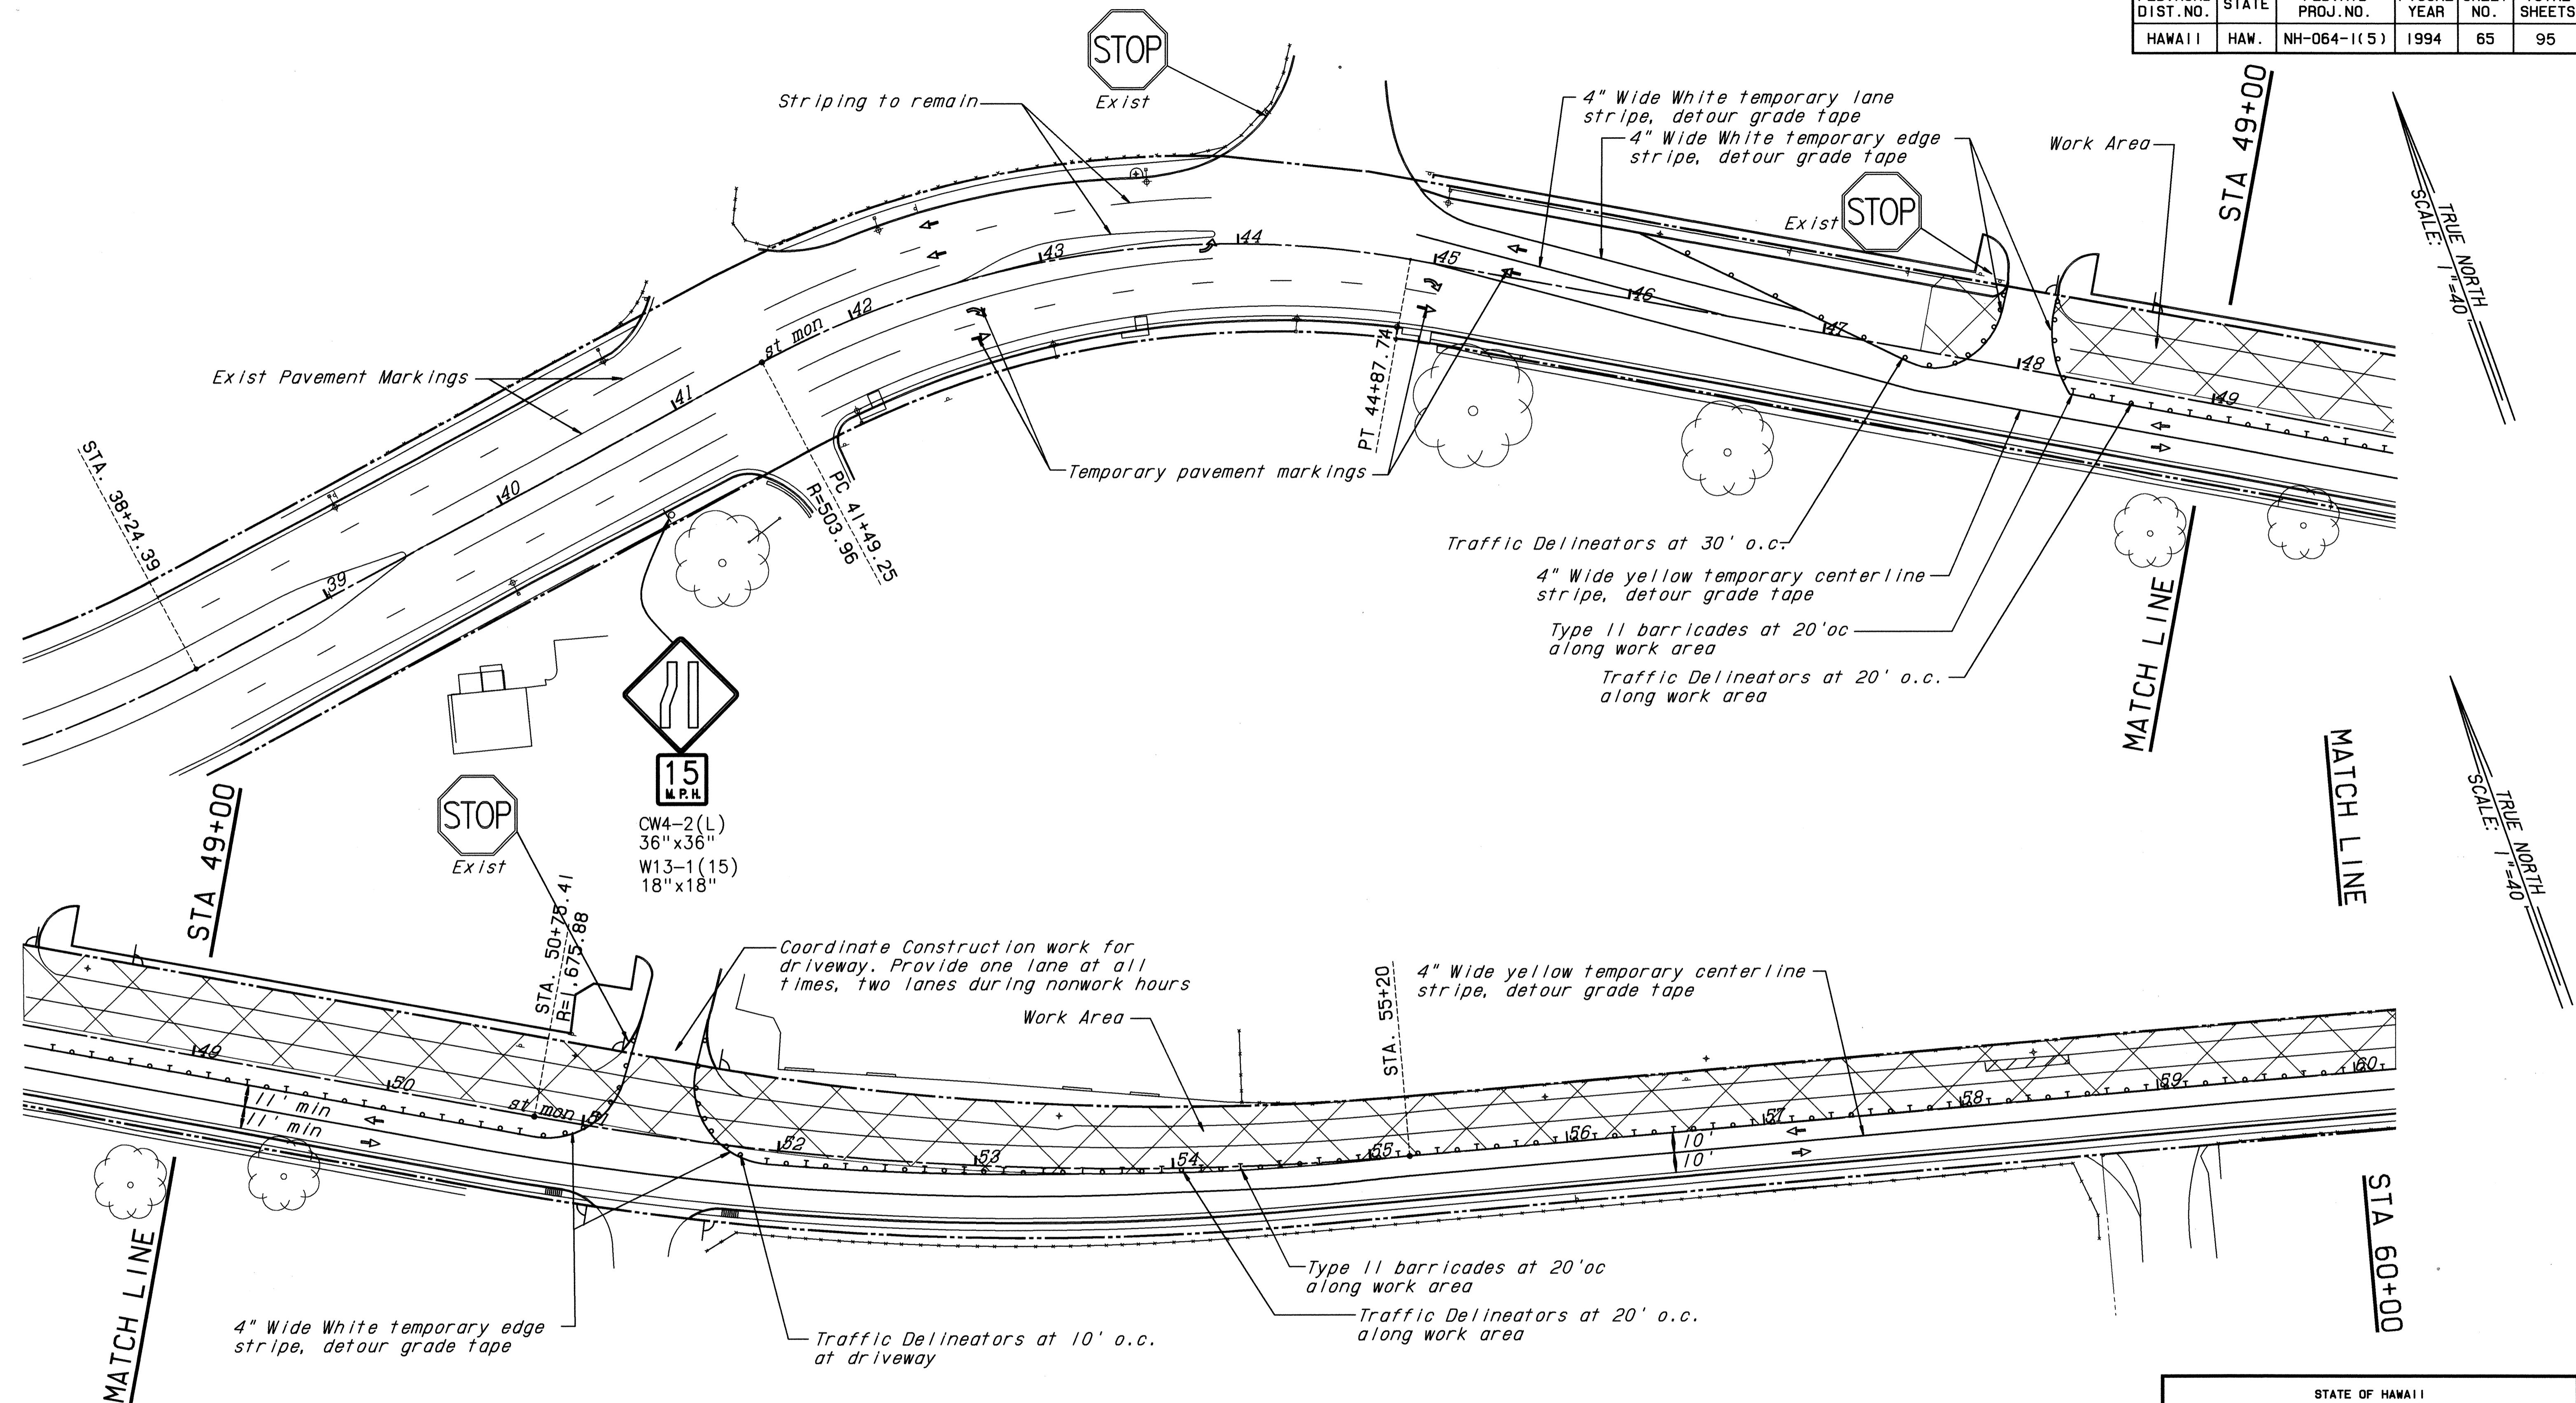 DIST.NO. STATE PROJ.NO. YEAR NO. SHEETS
HAWAII HAW. NH-064-1(5) 1994 65 95
STOP
Exist
Striping to remain
4" Wide White temporary lane
stripe, detour grade tape
4" Wide White temporary edge
stripe, detour grade tape
Work Area
STA 49+00
TRUE NORTH
SCALE: 1"=40
Exist
STOP
44
43
45
46
42
st mon
47
48
49
Exist Pavement Markings
41
40
39
STA. 38+24.39
PC 41+49.25
R=503.96
PT 44+87.74
Temporary pavement markings
Traffic Delineators at 30' o.c.
4" Wide yellow temporary centerline
stripe, detour grade tape
Type II barricades at 20'oc
along work area
Traffic Delineators at 20' o.c.
along work area
MATCH LINE
15
M.P.H.
CW4-2(L)
36"x36"
W13-1(15)
18"x18"
MATCH LINE
TRUE NORTH
SCALE: 1"=40
STA 49+00
STOP
Exist
STA. 50+75.41
R=1,675.88
Coordinate Construction work for
driveway. Provide one lane at all
times, two lanes during nonwork hours
Work Area
STA. 55+20
4" Wide yellow temporary centerline
stripe, detour grade tape
49
50
st mon
51
52
53
54
55
56
57
58
59
60
11' min
11' min
10'
10'
MATCH LINE
4" Wide White temporary edge
stripe, detour grade tape
Traffic Delineators at 10' o.c.
at driveway
Type II barricades at 20'oc
along work area
Traffic Delineators at 20' o.c.
along work area
STA 60+00
STATE OF HAWAII